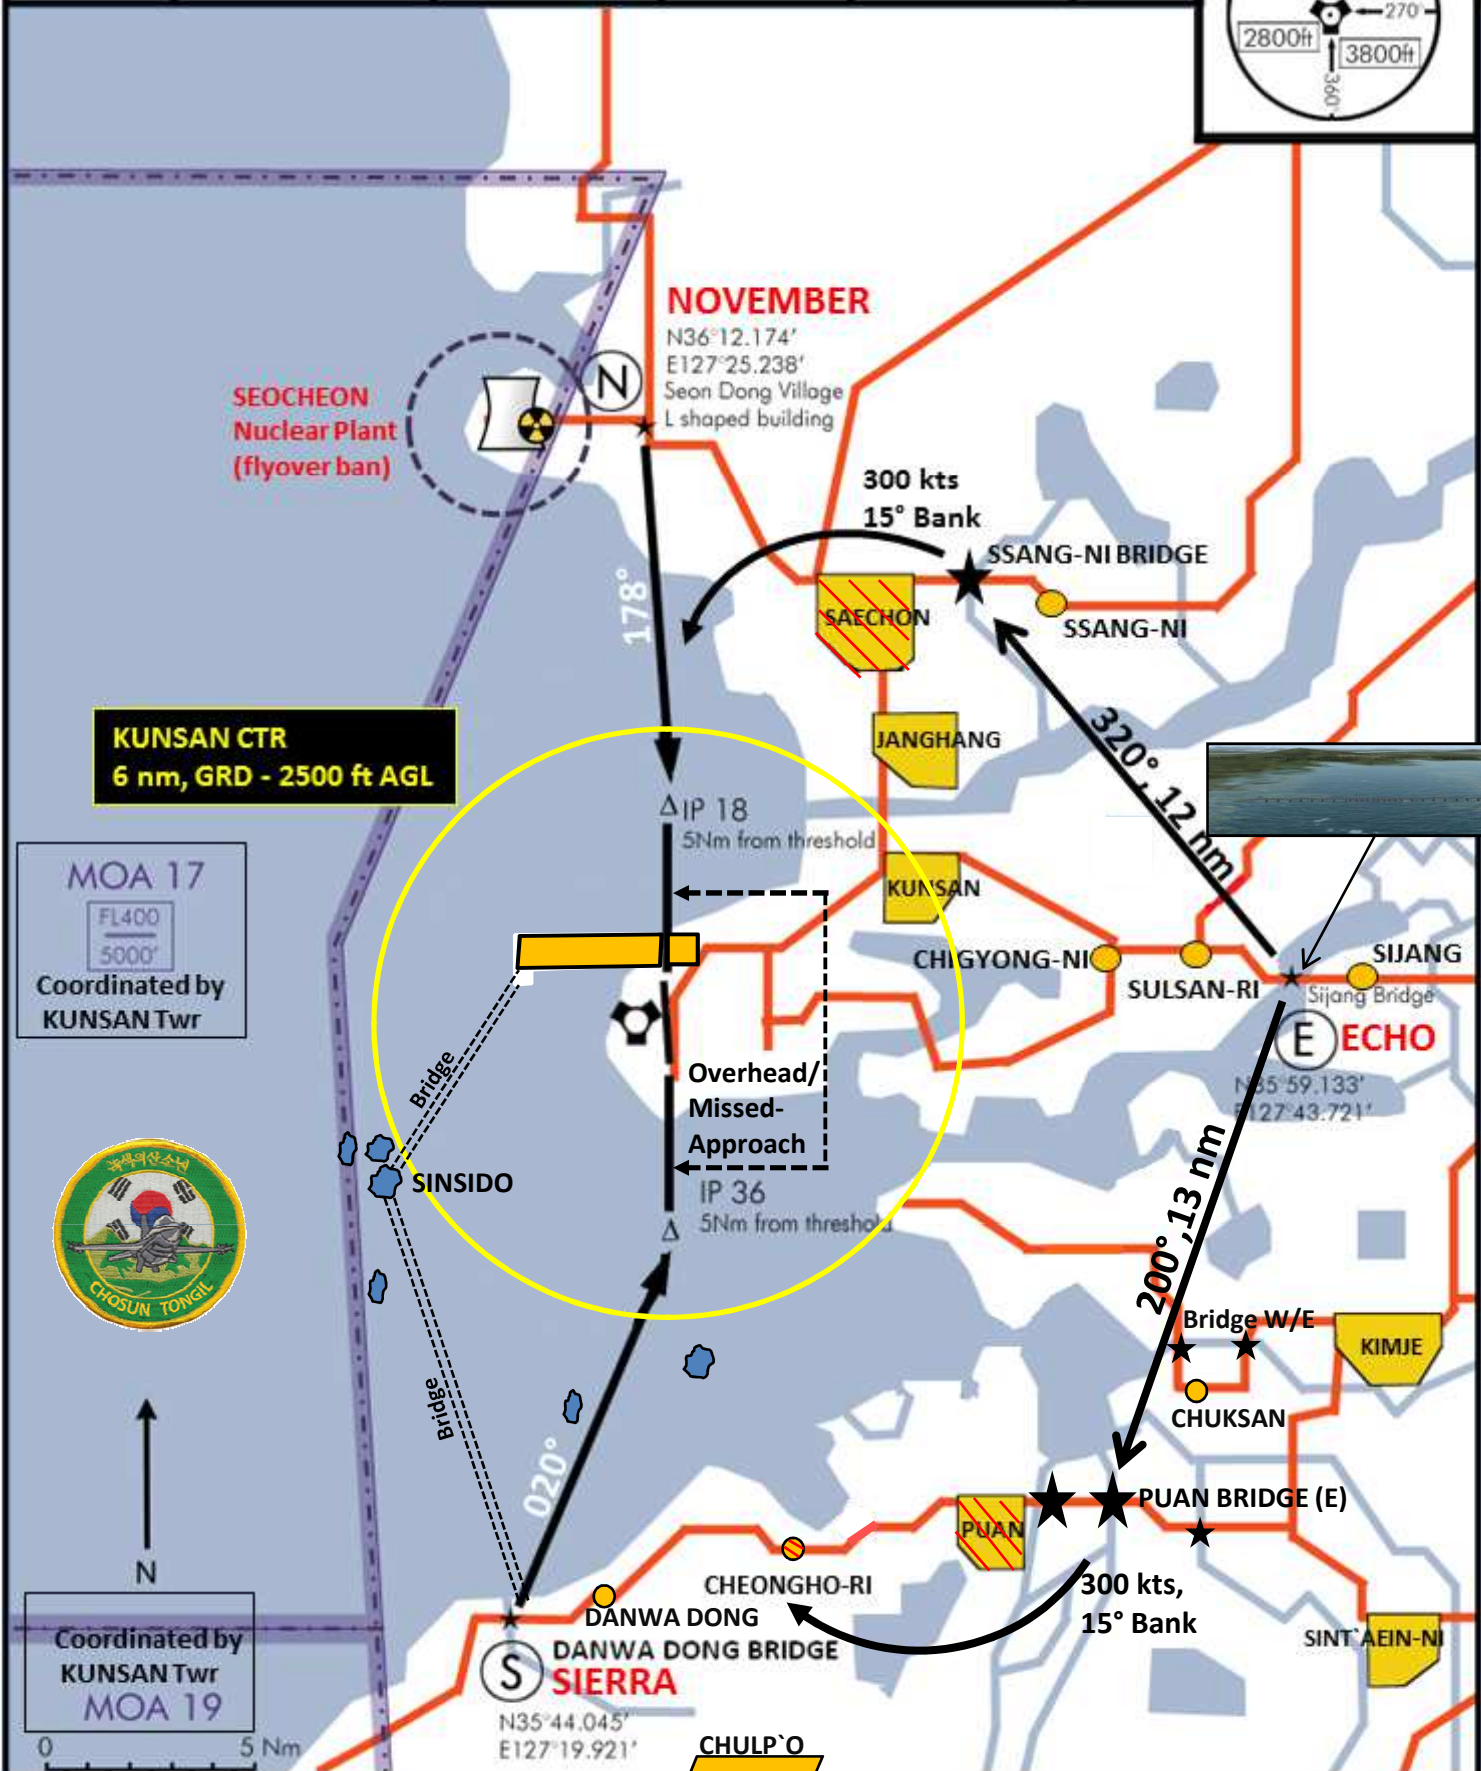 270°
2800ft
3800ft
360°
NOVEMBER
N36°12.174'
E127°25.238'
Seon Dong Village
L shaped building
N
SEOCHEON
Nuclear Plant
(flyover ban)
300 kts
15° Bank
SSANG-NI BRIDGE
178°
SAECHON
SSANG-NI
KUNSAN CTR
6 nm, GRD - 2500 ft AGL
JANGHANG
320°, 12 nm
IP 18
5Nm from threshold
MOA 17
FL400
5000'
Coordinated by
KUNSAN Twr
KUNSAN
CHIGYONG-NI
SULSAN-RI
SIJANG
Sijang Bridge
E
ECHO
N35°59.133'
E127°43.721'
Bridge
Overhead/
Missed-
Approach
녹색의산소년
CHOSUN TONGIL
SINSIDO
IP 36
5Nm from threshold
200°,13 nm
Bridge W/E
KIMJE
CHUKSAN
Bridge
020°
PUAN
PUAN BRIDGE (E)
N
CHEONGHO-RI
300 kts,
15° Bank
DANWA DONG
DANWA DONG BRIDGE
S
SIERRA
N35°44.045'
E127°19.921'
SINT`AEIN-NI
Coordinated by
KUNSAN Twr
MOA 19
0
5 Nm
CHULP`O